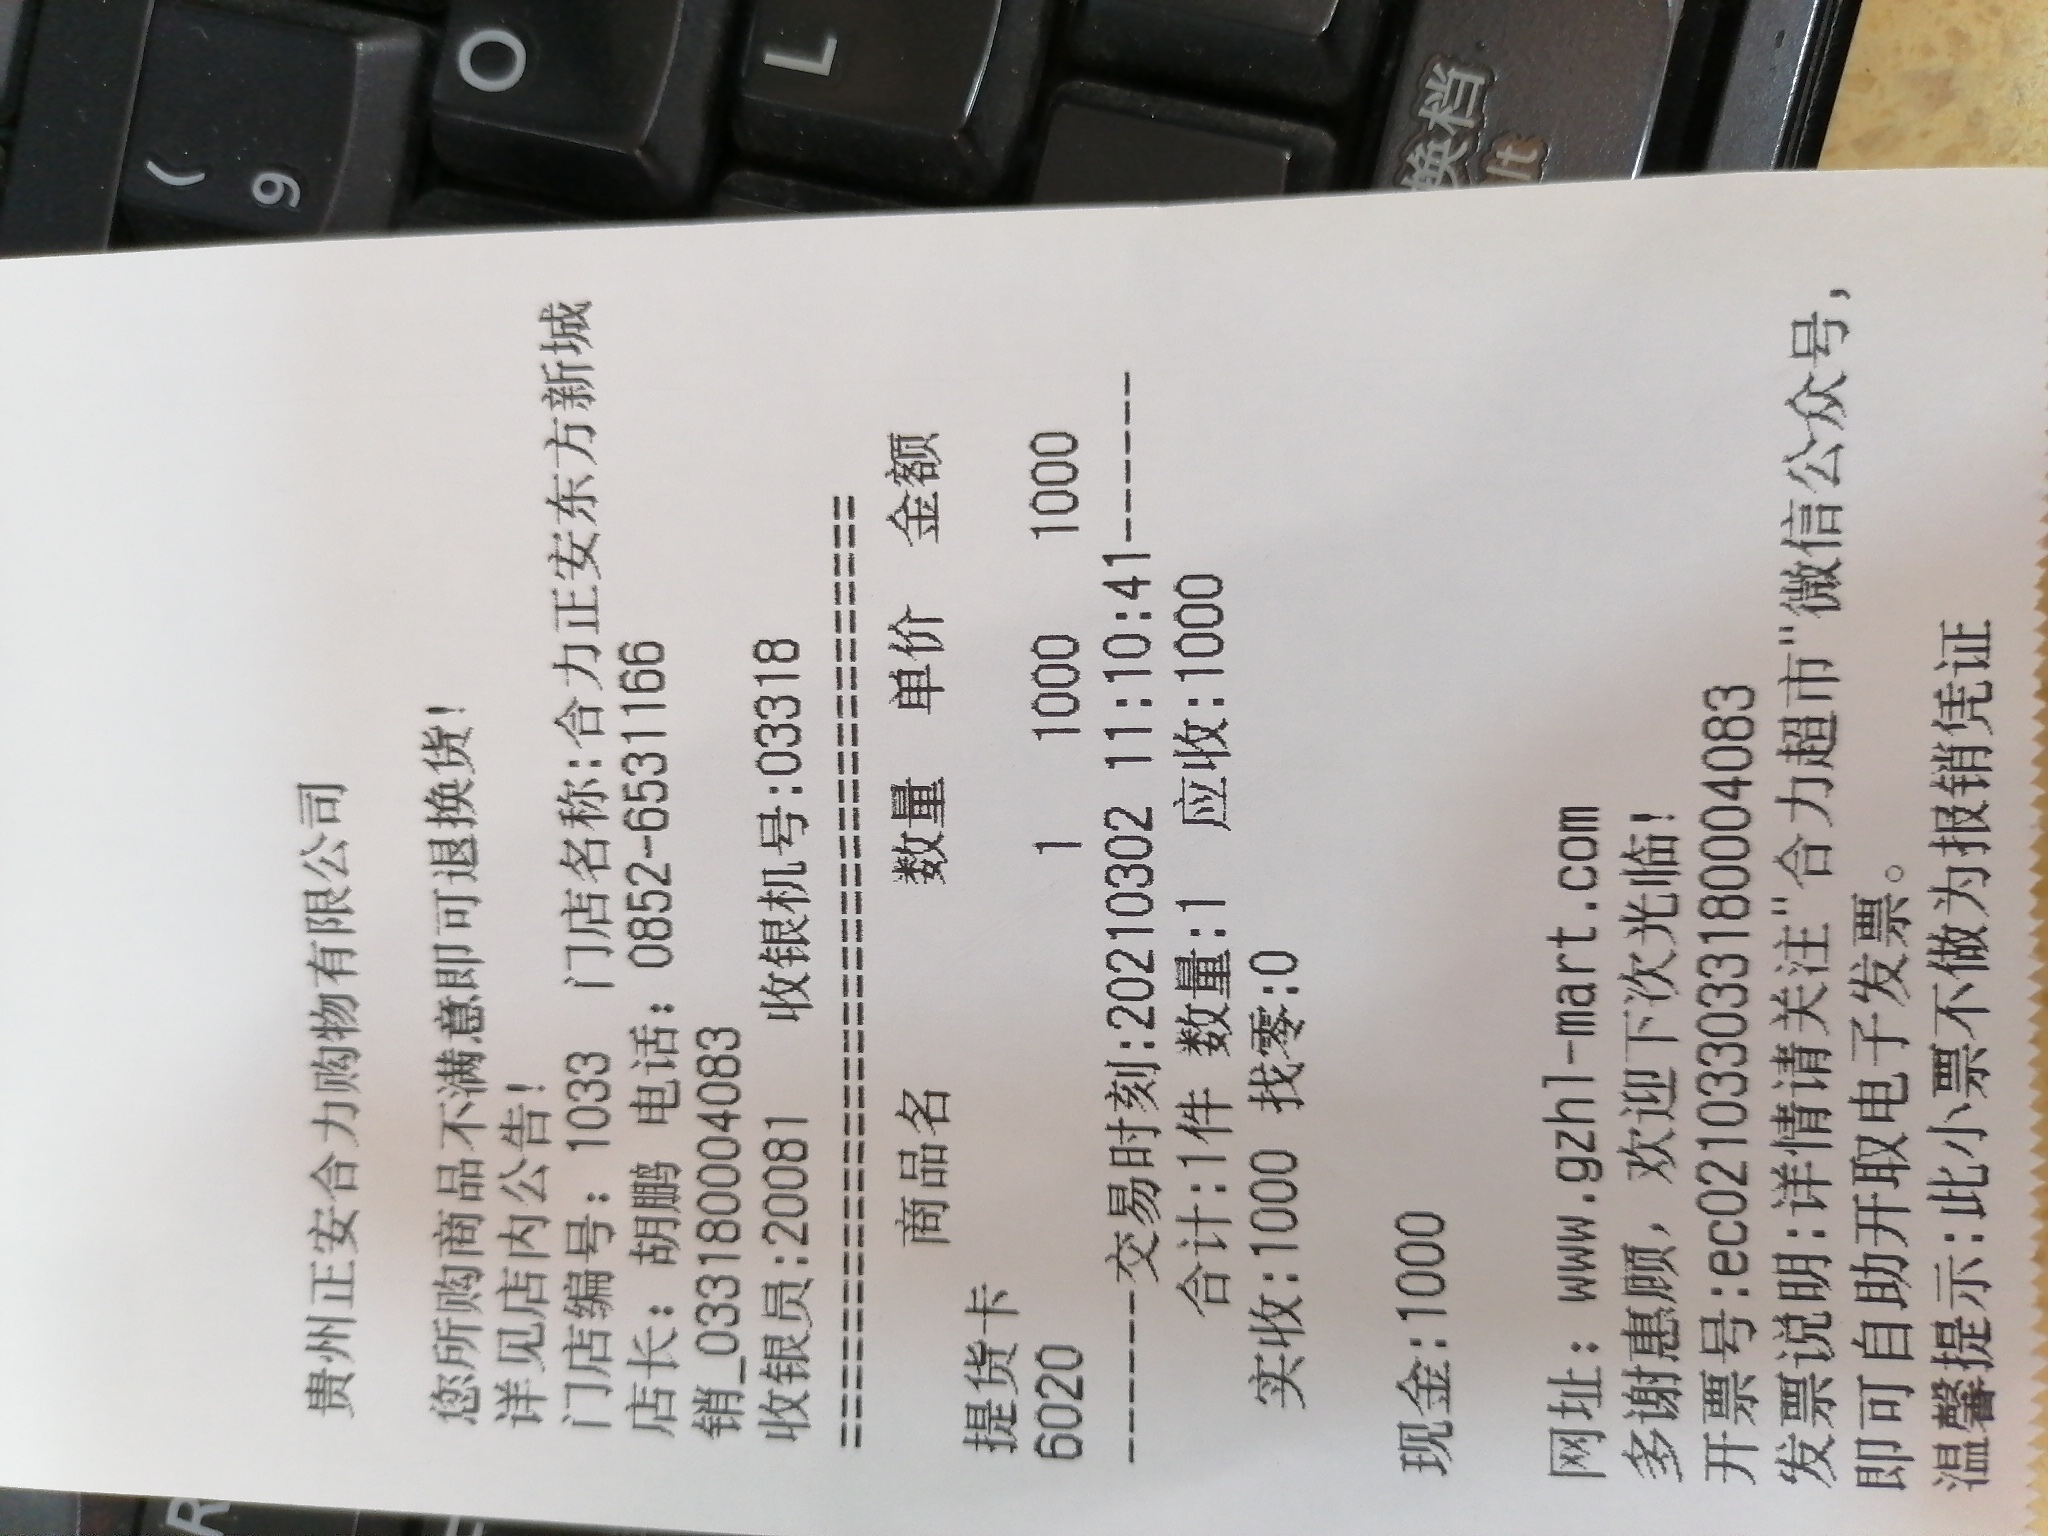 贵州正安合力购物有限公司
您所购商品不满意即可退换货!
详见店内公告!
门店编号: 1033 门店名称:合力正安东方新城
店长: 胡鹏 电话: 0852-6531166
销_0331800004083
收银员:20081 收银机号:03318
==========================================
商品名 数量 单价 金额
提货卡
6020 1 1000 1000
--------交易时刻:20210302 11:10:41--------
合计:1件 数量:1 应收:1000
实收:1000 找零:0
现金:1000
网址: www.gzhl-mart.com
多谢惠顾, 欢迎下次光临!
开票号:ec0210330331800004083
发票说明:详情请关注"合力超市"微信公众号,
即可自助开取电子发票。
温馨提示:此小票不做为报销凭证
( 9
O
L
换档
lt
R